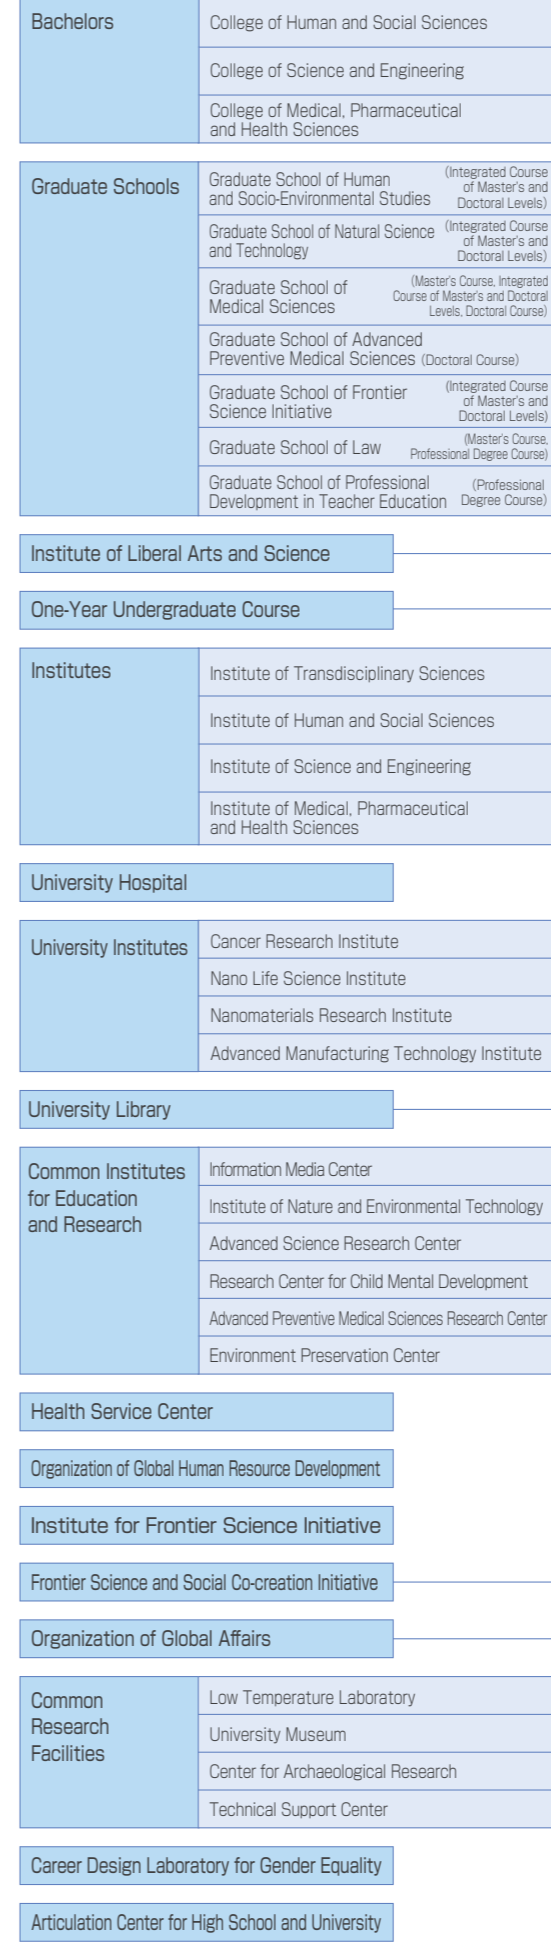 Bachelors
College of Human and Social Sciences
College of Science and Engineering
College of Medical, Pharmaceutical
and Health Sciences
Graduate Schools
Graduate School of Human
and Socio-Environmental Studies
(Integrated Course
of Master's and
Doctoral Levels)
Graduate School of Natural Science
and Technology
(Integrated Course
of Master's and
Doctoral Levels)
Graduate School of
Medical Sciences
(Master's Course, Integrated
Course of Master's and Doctoral
Levels, Doctoral Course)
Graduate School of Advanced
Preventive Medical Sciences (Doctoral Course)
Graduate School of Frontier
Science Initiative
(Integrated Course
of Master's and
Doctoral Levels)
Graduate School of Law
(Master's Course,
Professional Degree Course)
Graduate School of Professional
Development in Teacher Education
(Professional
Degree Course)
Institute of Liberal Arts and Science
One-Year Undergraduate Course
Institutes
Institute of Transdisciplinary Sciences
Institute of Human and Social Sciences
Institute of Science and Engineering
Institute of Medical, Pharmaceutical
and Health Sciences
University Hospital
University Institutes
Cancer Research Institute
Nano Life Science Institute
Nanomaterials Research Institute
Advanced Manufacturing Technology Institute
University Library
Common Institutes
for Education
and Research
Information Media Center
Institute of Nature and Environmental Technology
Advanced Science Research Center
Research Center for Child Mental Development
Advanced Preventive Medical Sciences Research Center
Environment Preservation Center
Health Service Center
Organization of Global Human Resource Development
Institute for Frontier Science Initiative
Frontier Science and Social Co-creation Initiative
Organization of Global Affairs
Common
Research
Facilities
Low Temperature Laboratory
University Museum
Center for Archaeological Research
Technical Support Center
Career Design Laboratory for Gender Equality
Articulation Center for High School and University